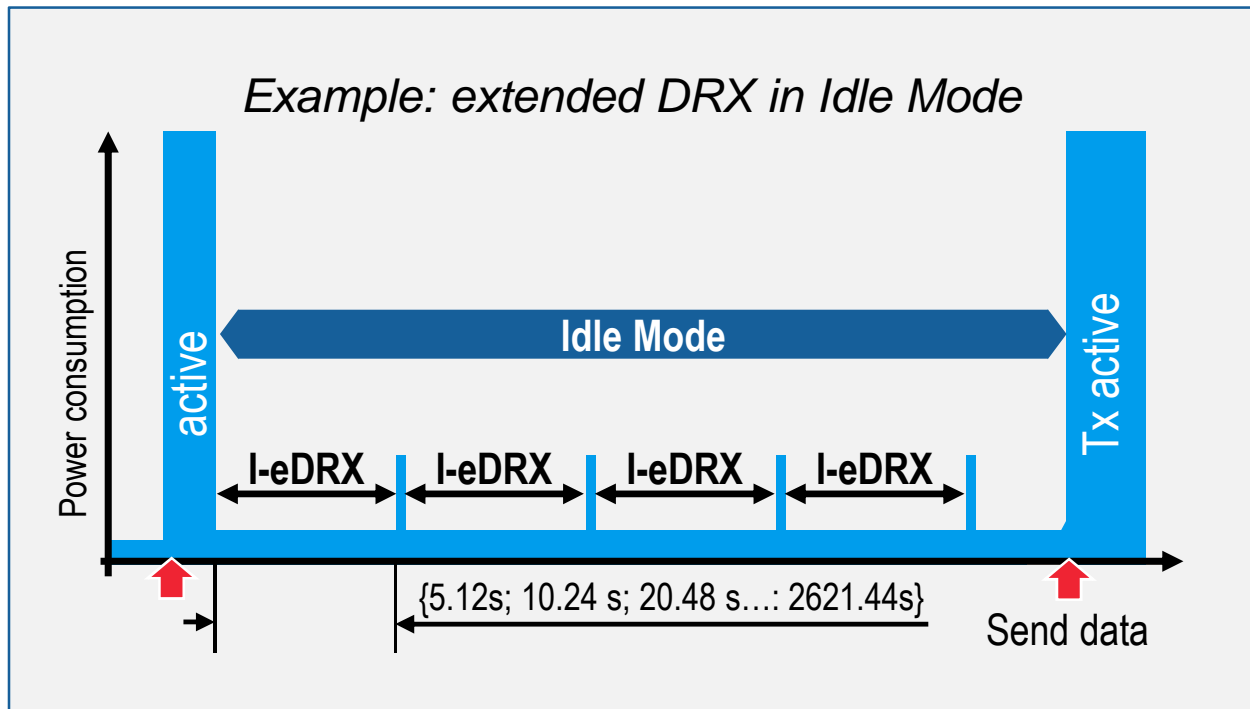 Example: extended DRX in Idle Mode
Power consumption
active
Idle Mode
Tx active
I-eDRX
I-eDRX
I-eDRX
I-eDRX
{5.12s; 10.24 s; 20.48 s…: 2621.44s}
Send data